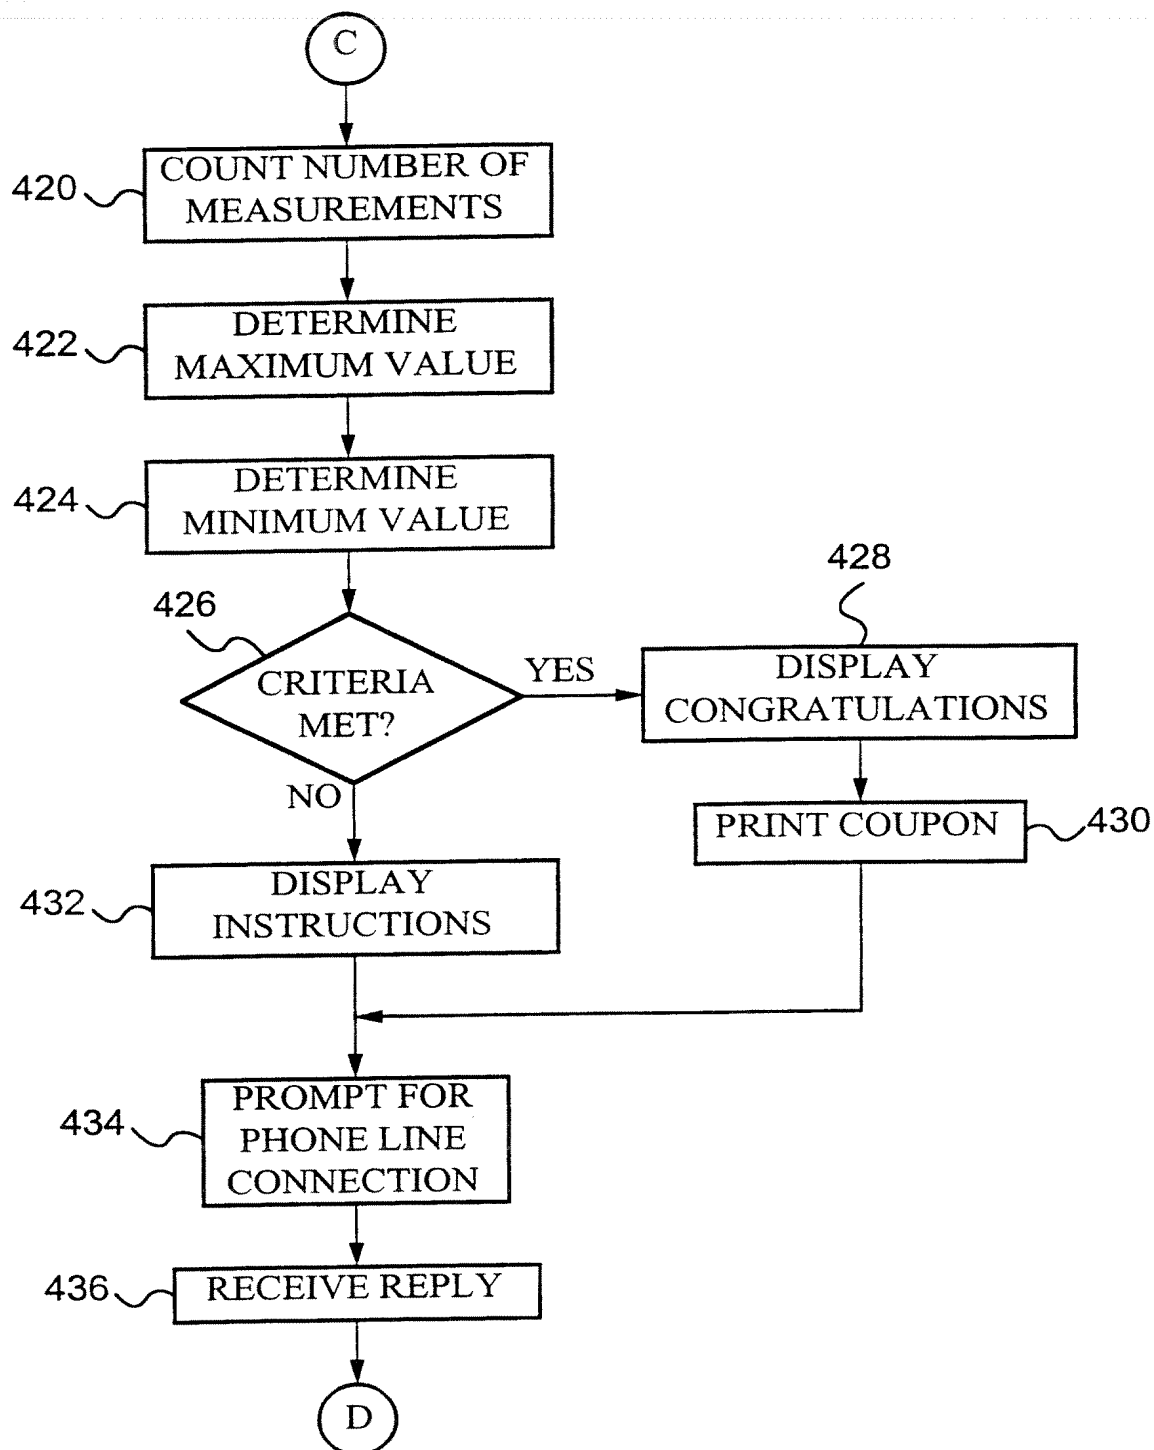 C
420
COUNT NUMBER OF
MEASUREMENTS
422
DETERMINE
MAXIMUM VALUE
424
DETERMINE
MINIMUM VALUE
426
CRITERIA
MET?
YES
NO
428
DISPLAY
CONGRATULATIONS
PRINT COUPON
430
432
DISPLAY
INSTRUCTIONS
434
PROMPT FOR
PHONE LINE
CONNECTION
436
RECEIVE REPLY
D